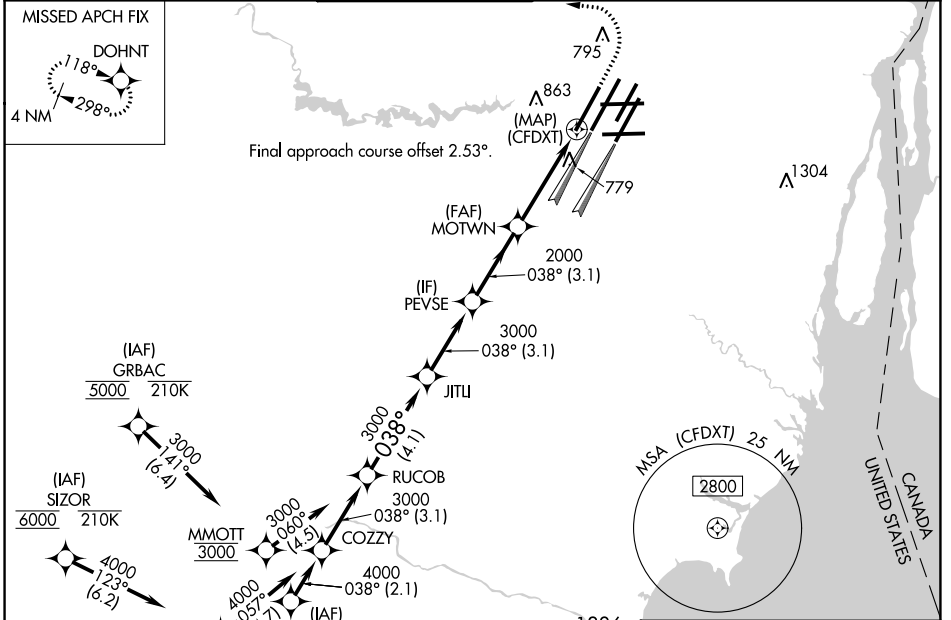 MISSED APCH FIX
DOHNT
118°
298°
4 NM
795
863
(MAP)
(CFDXT)
Final approach course offset 2.53°.
779
1304
(FAF)
MOTWN
2000
038° (3.1)
(IF)
PEVSE
3000
038° (3.1)
JITLI
(IAF)
GRBAC
5000 210K
3000
141°
(6.4)
3000
038°
(4.1)
RUCOB
3000
038° (3.1)
(IAF)
SIZOR
6000 210K
4000
123°
(6.2)
MMOTT
3000
3000
060°
(4.5)
COZZY
4000
038° (2.1)
4000
057°
(IAF)
MSA (CFDXT) 25 NM
2800
CANADA
UNITED STATES